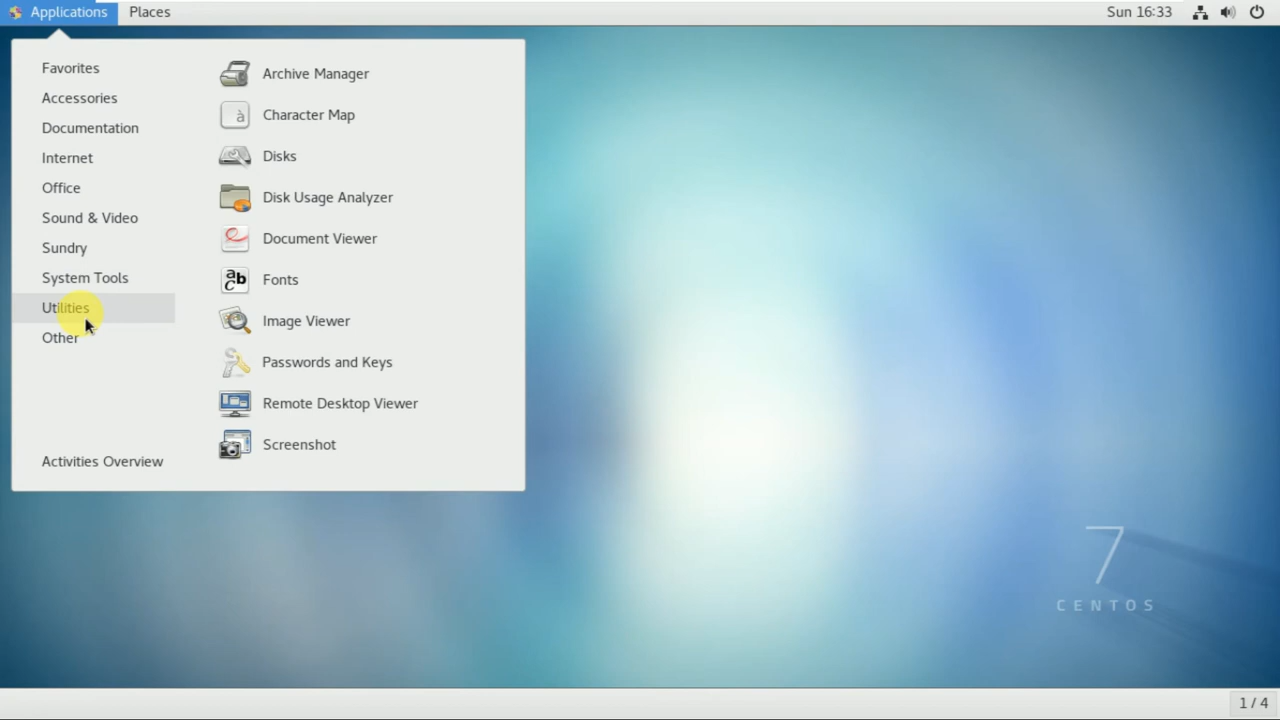 Applications Places Sun 16:33
Favorites
Accessories
Documentation
Internet
Office
Sound & Video
Sundry
System Tools
Utilities
Other
Activities Overview
Archive Manager
à
Character Map
Disks
Disk Usage Analyzer
Document Viewer
abc Fonts
Image Viewer
Passwords and Keys
Remote Desktop Viewer
Screenshot
7
CENTOS
1 / 4